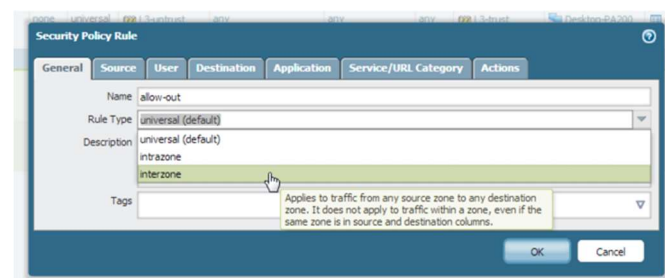 none universal L3-untrust any any any L3-trust Desktop-PA200
Security Policy Rule
General Source User Destination Application Service/URL Category Actions
Name allow-out
Rule Type universal (default)
Description universal (default)
intrazone
interzone
Applies to traffic from any source zone to any destination
zone. It does not apply to traffic within a zone, even if the
same zone is in source and destination columns.
Tags
OK Cancel